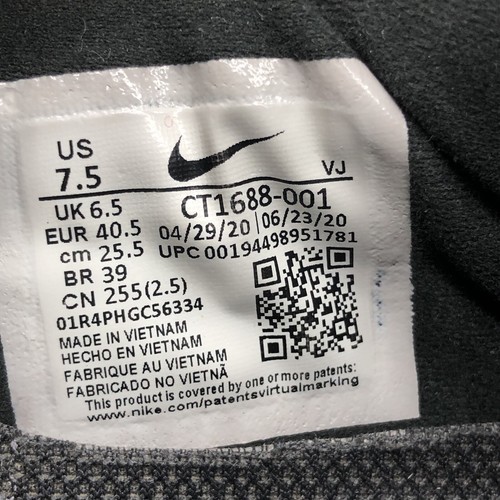 US
7.5
VJ
UK 6.5
CT1688-001
EUR 40.5
04/29/20 | 06/23/20
cm 25.5
UPC 00194498951781
BR 39
CN 255(2.5)
01R4PHGC56334
MADE IN VIETNAM
HECHO EN VIETNAM
FABRIQUE AU VIETNAM
FABRICADO NO VIETNÃ
This product is covered by one or more patents:
www.nike.com/patentsvirtualmarking